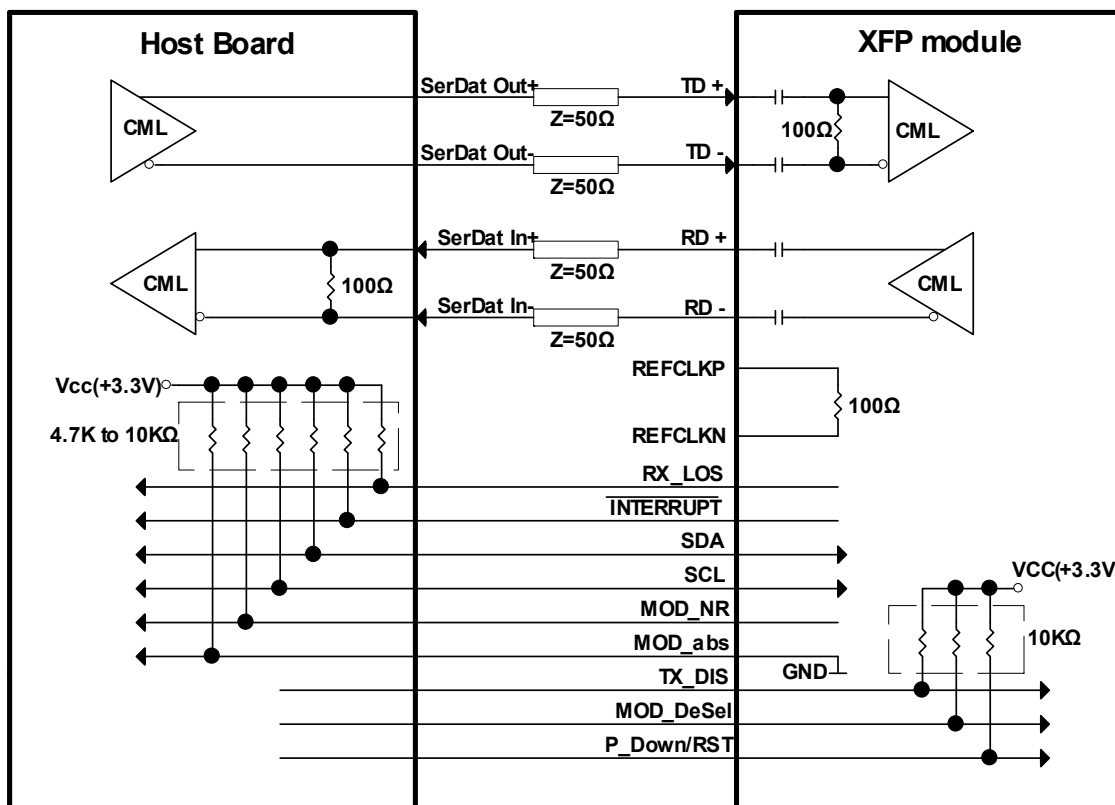 Host Board
XFP module
SerDat Out+
TD +
CML
Z=50Ω
100Ω
CML
SerDat Out-
TD -
Z=50Ω
SerDat In+
RD +
CML
100Ω
Z=50Ω
CML
SerDat In-
RD -
Z=50Ω
REFCLKP
Vcc(+3.3V)
100Ω
4.7K to 10KΩ
REFCLKN
RX_LOS
INTERRUPT
SDA
SCL
VCC(+3.3V
MOD_NR
MOD_abs
10KΩ
GND
TX_DIS
MOD_DeSel
P_Down/RST